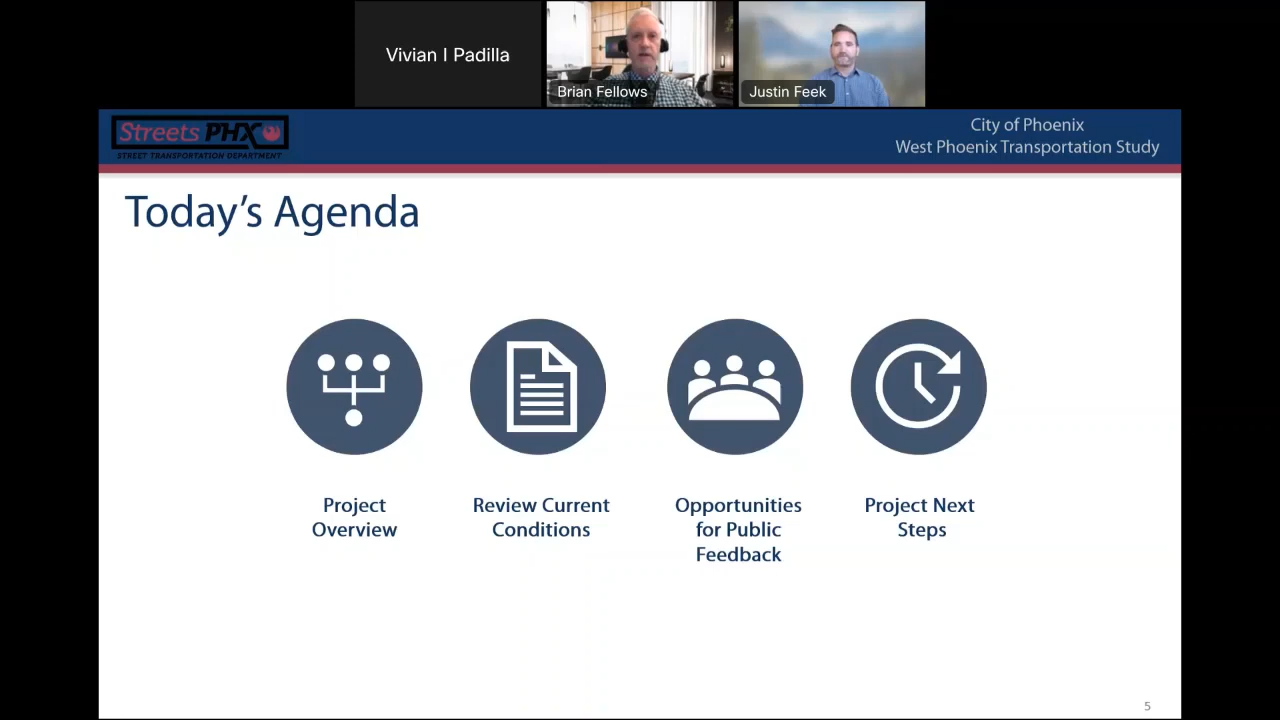 Vivian I Padilla
Brian Fellows
Justin Feek
Streets PHX
STREET TRANSPORTATION DEPARTMENT
City of Phoenix
West Phoenix Transportation Study
Today's Agenda
Project
Overview
Review Current
Conditions
Opportunities
for Public
Feedback
Project Next
Steps
5